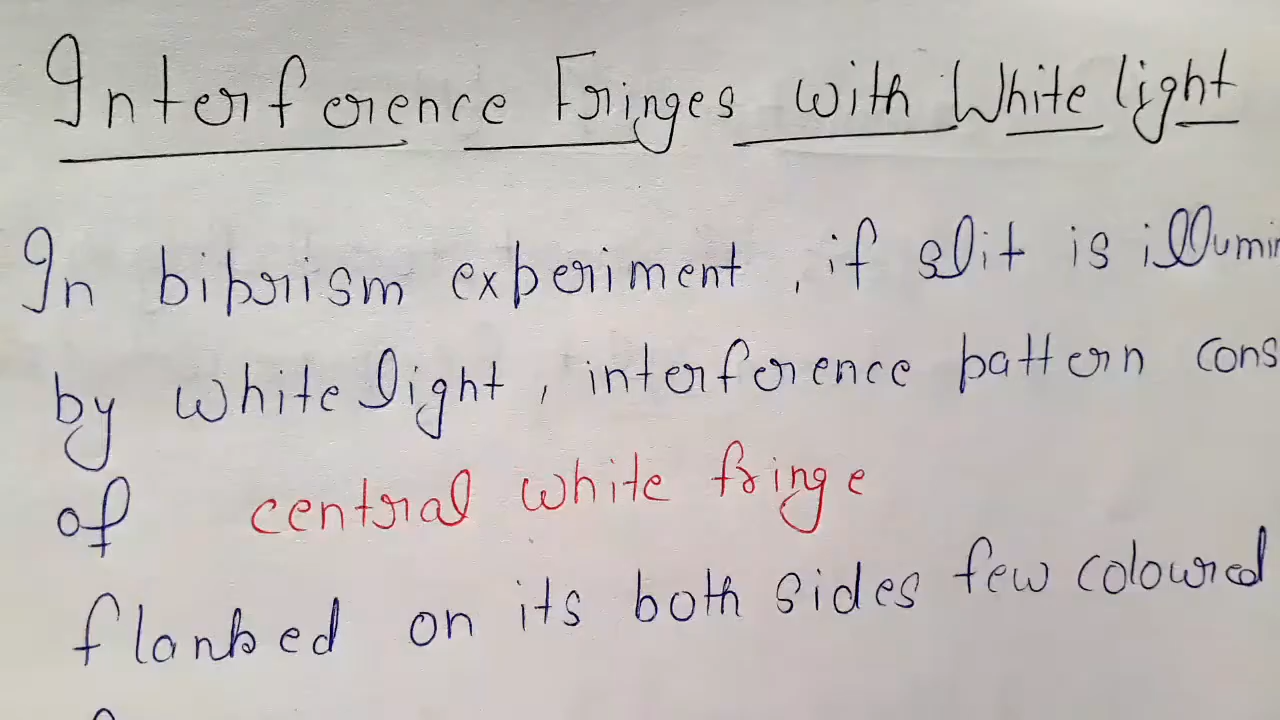 Interference Fringes with White light
In biprism experiment, if slit is illumin
by white light, interference pattern cons
of central white fringe
flanked on its both sides few coloured